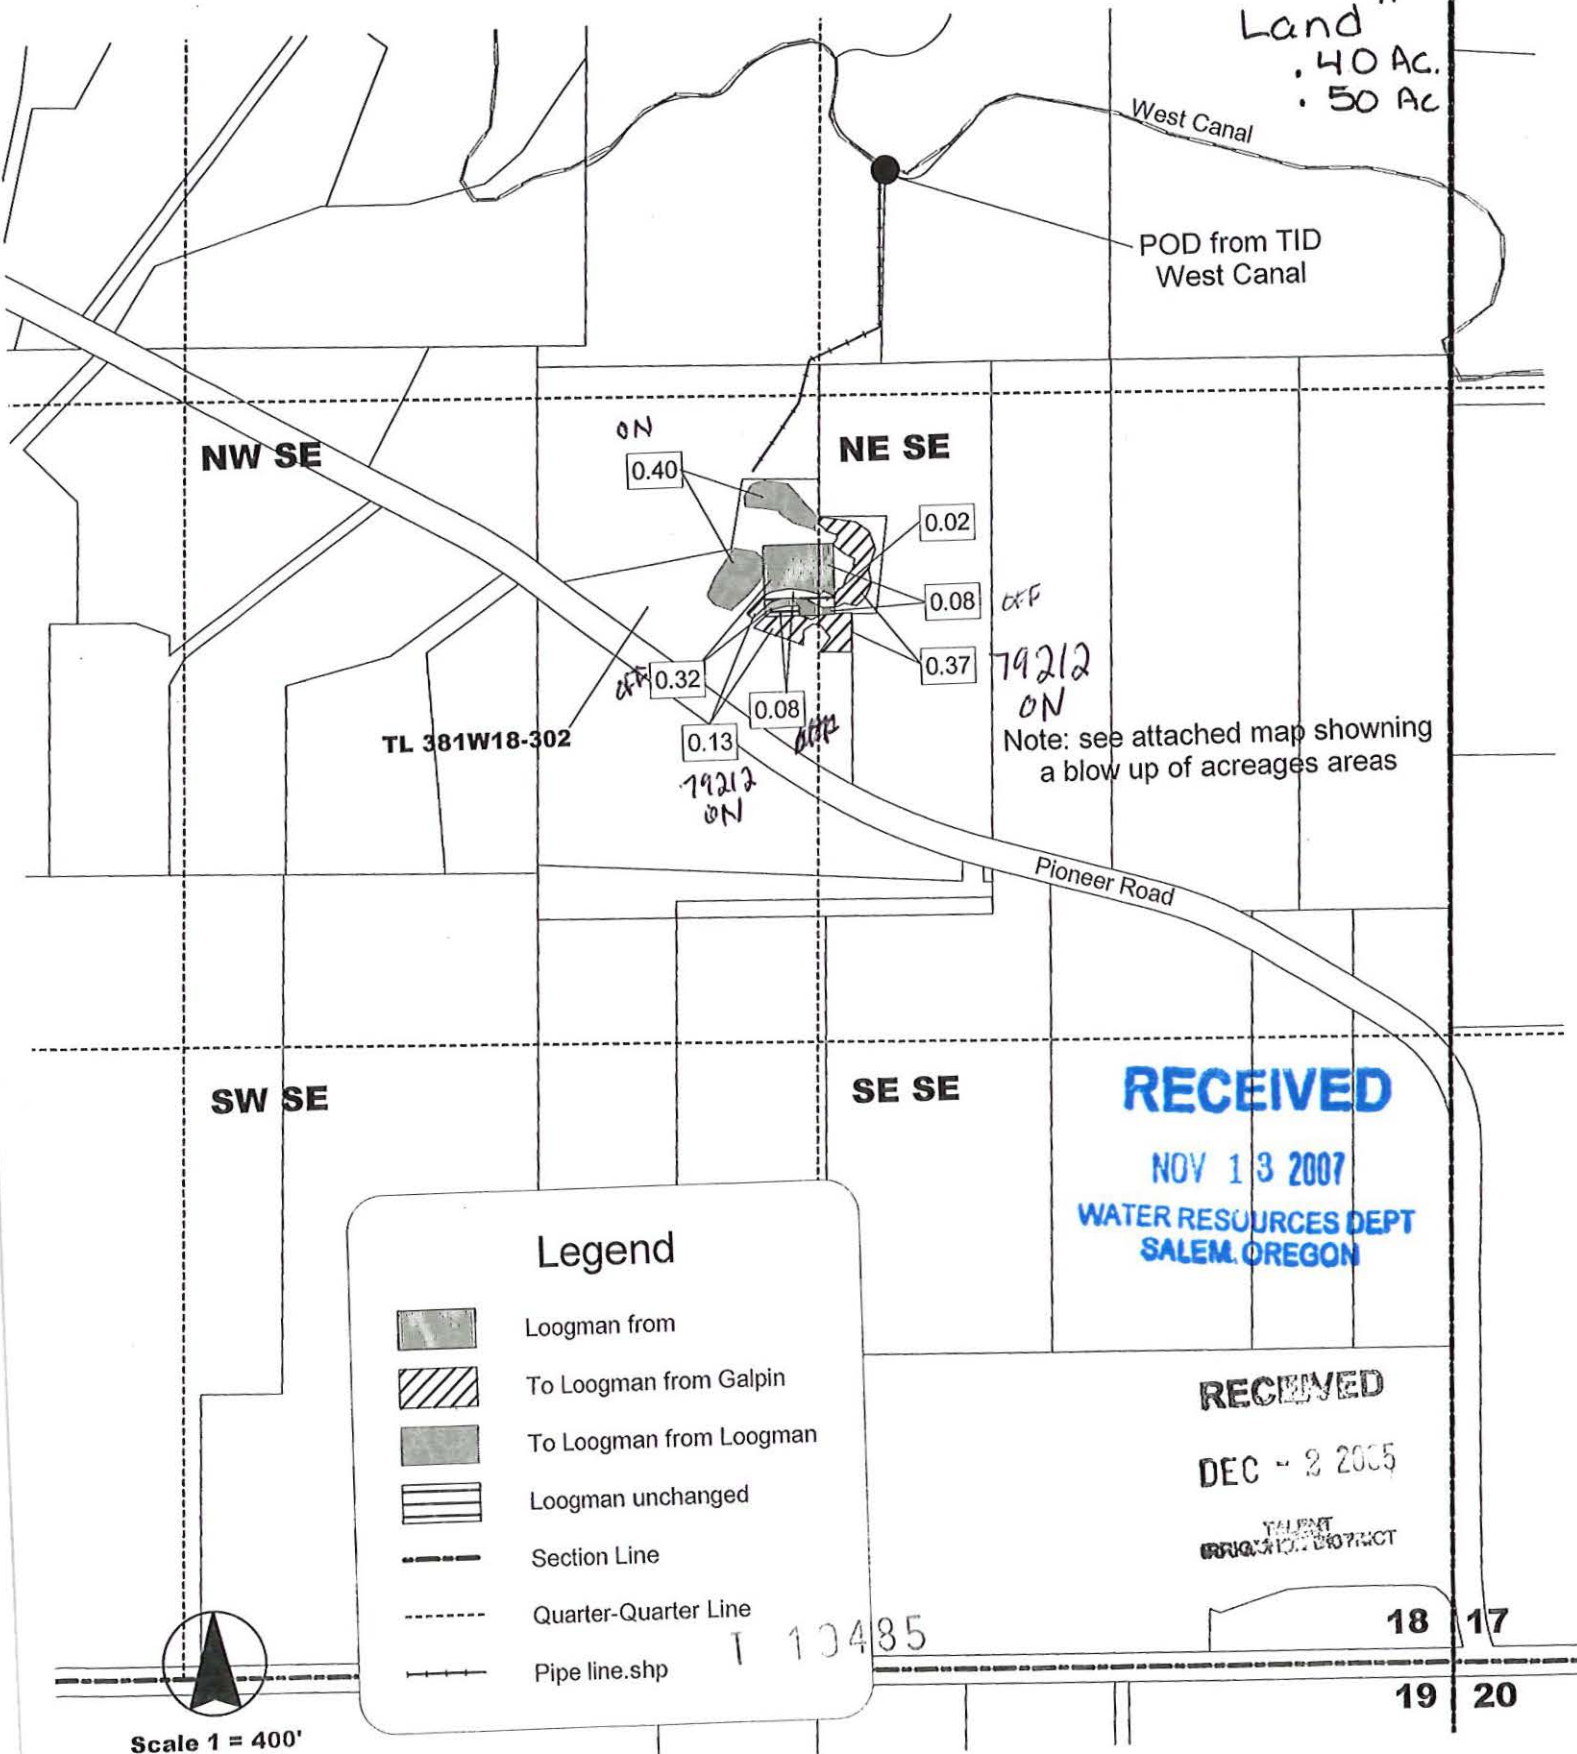 Land "
.40 Ac.
.50 Ac
West Canal
POD from TID
West Canal
ON
NW SE
NE SE
0.40
0.02
0.08 OFF
0.37 79212
ON
OFF 0.32
0.08
0.13
79212
ON
TL 381W18-302
Note: see attached map showning
a blow up of acreages areas
Pioneer Road
SW SE
SE SE
RECEIVED
NOV 13 2007
WATER RESOURCES DEPT
SALEM, OREGON
Legend
Loogman from
To Loogman from Galpin
To Loogman from Loogman
Loogman unchanged
Section Line
Quarter-Quarter Line
Pipe line.shp
T 10485
RECEIVED
DEC - 2 2005
TALENT
IRRIGATION DISTRICT
18 17
19 20
Scale 1 = 400'